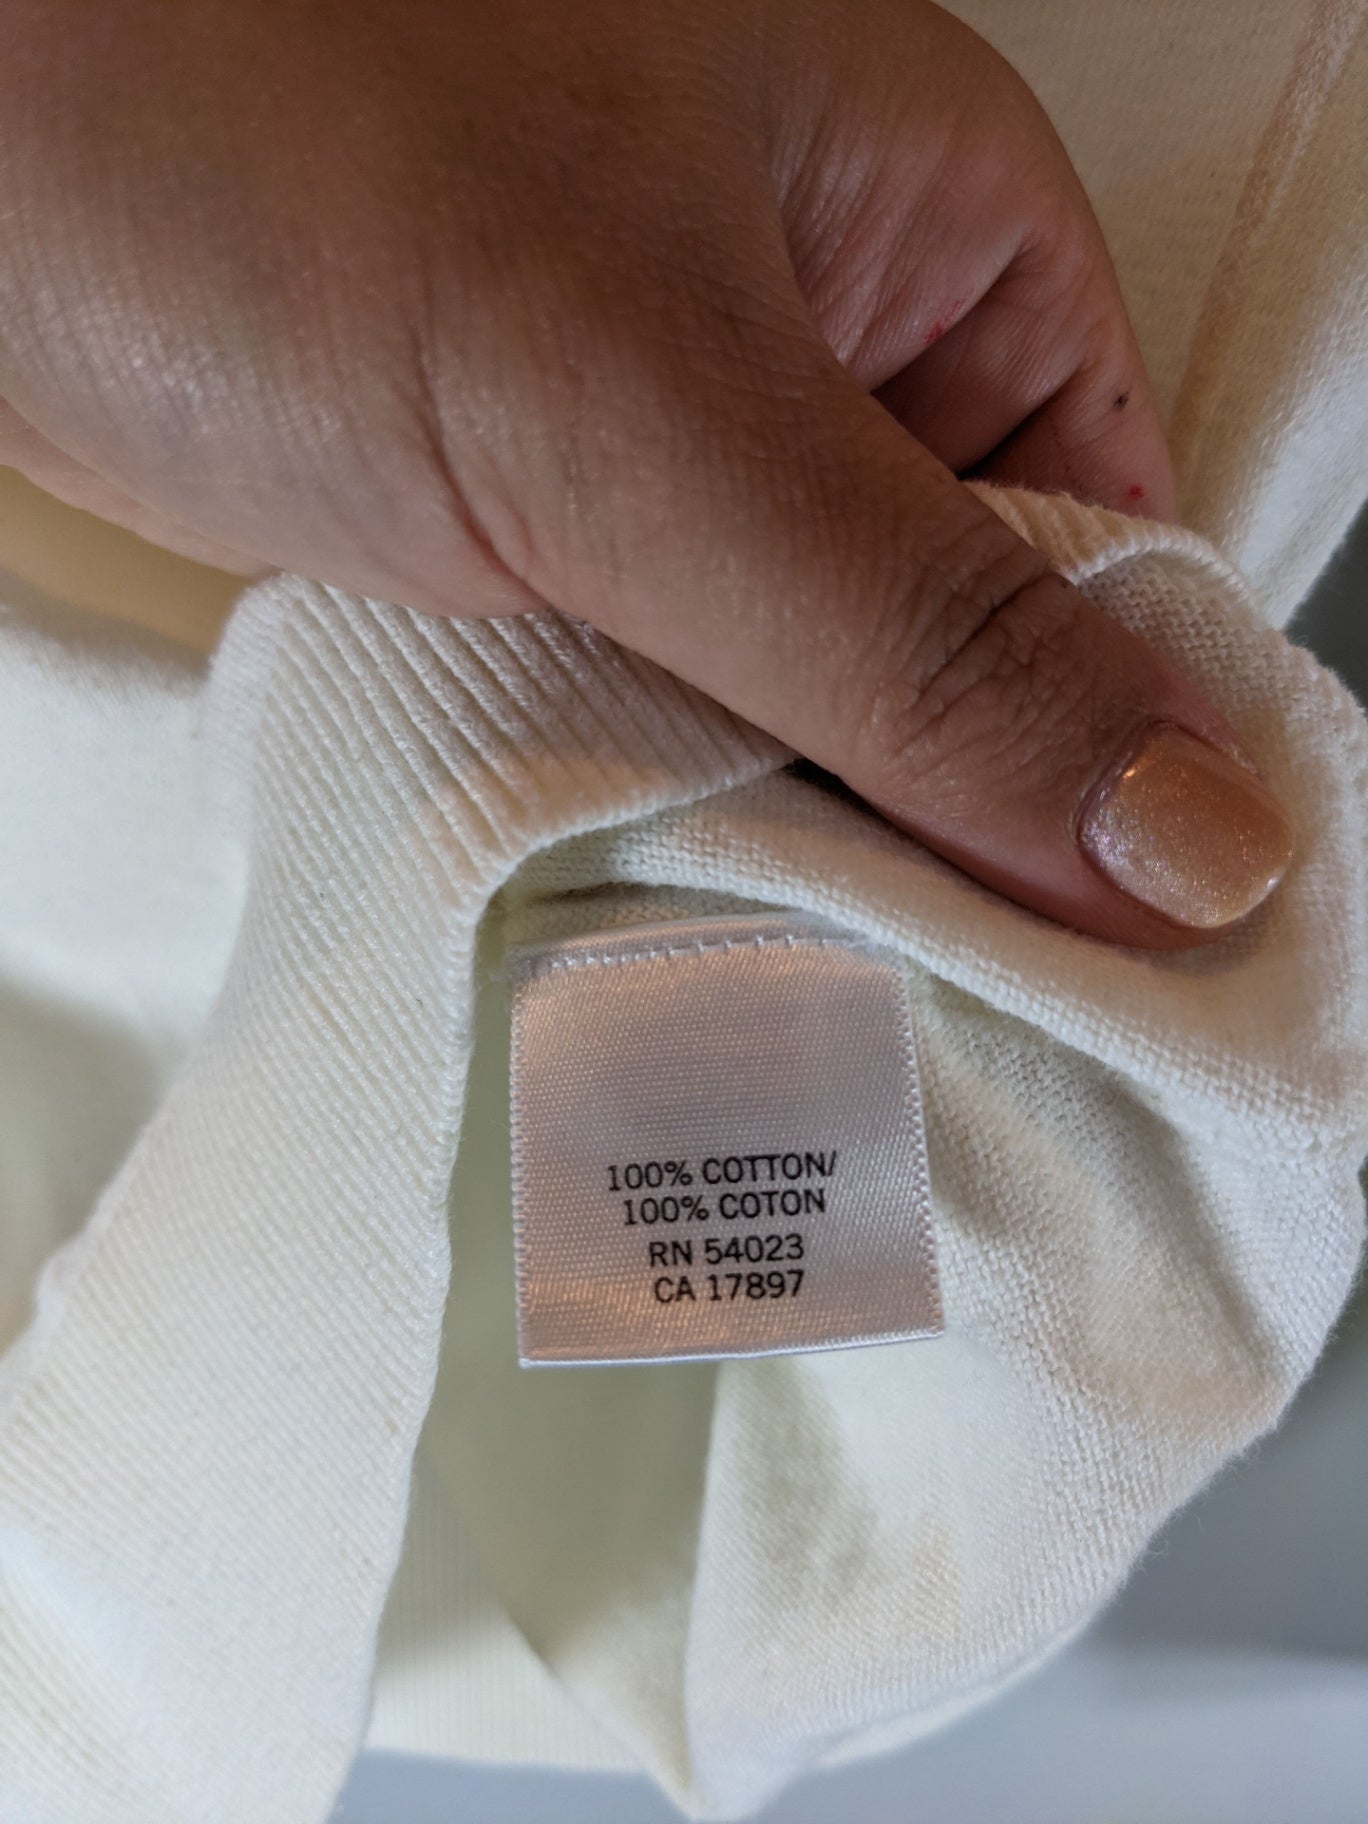 100% COTTON/
100% COTON
RN 54023
CA 17897